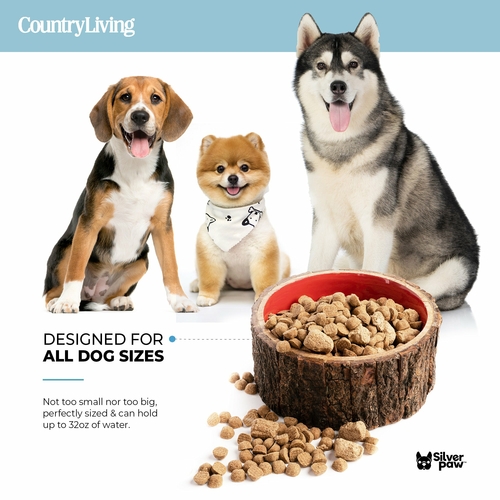 CountryLiving
DESIGNED FOR
ALL DOG SIZES
Not too small nor too big,
perfectly sized & can hold
up to 32oz of water.
Silver
paw™